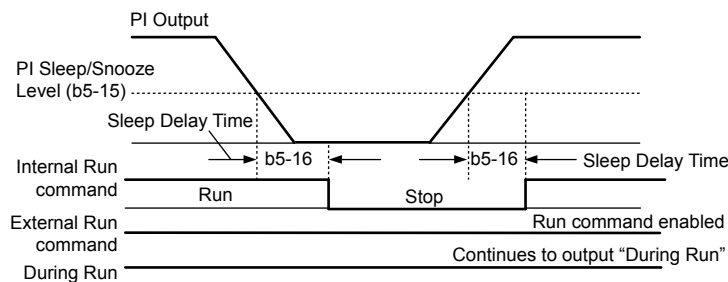 PI Output
PI Sleep/Snooze
Level (b5-15)
Sleep Delay Time
b5-16
b5-16
Sleep Delay Time
Internal Run
command
Run
Stop
External Run
command
Run command enabled
Continues to output “During Run”
During Run